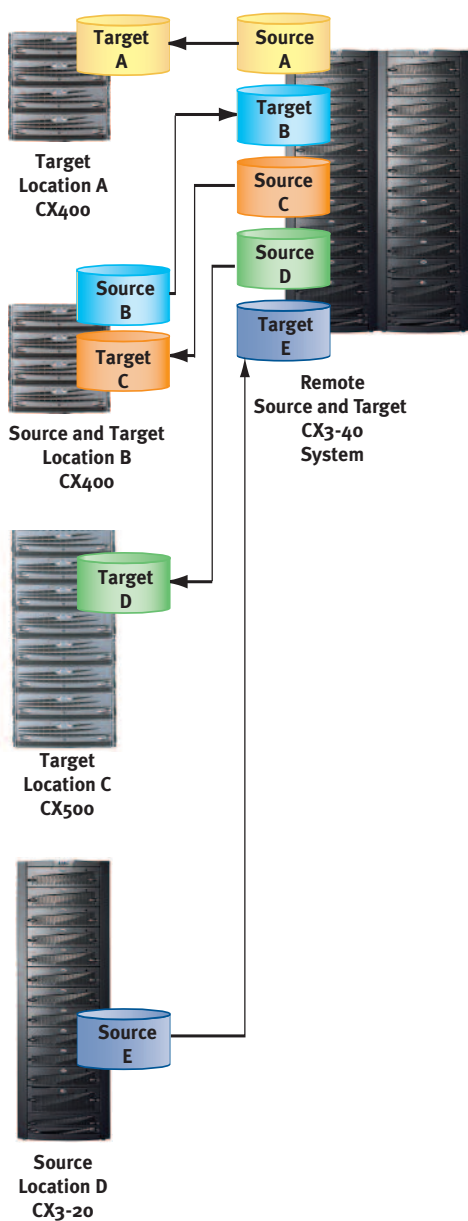 Target
A
Source
A
Target
B
Target
Location A
CX400
Source
C
Source
D
Source
B
Target
E
Target
C
Remote
Source and Target
CX3-40
System
Source and Target
Location B
CX400
Target
D
Target
Location C
CX500
Source
E
Source
Location D
CX3-20